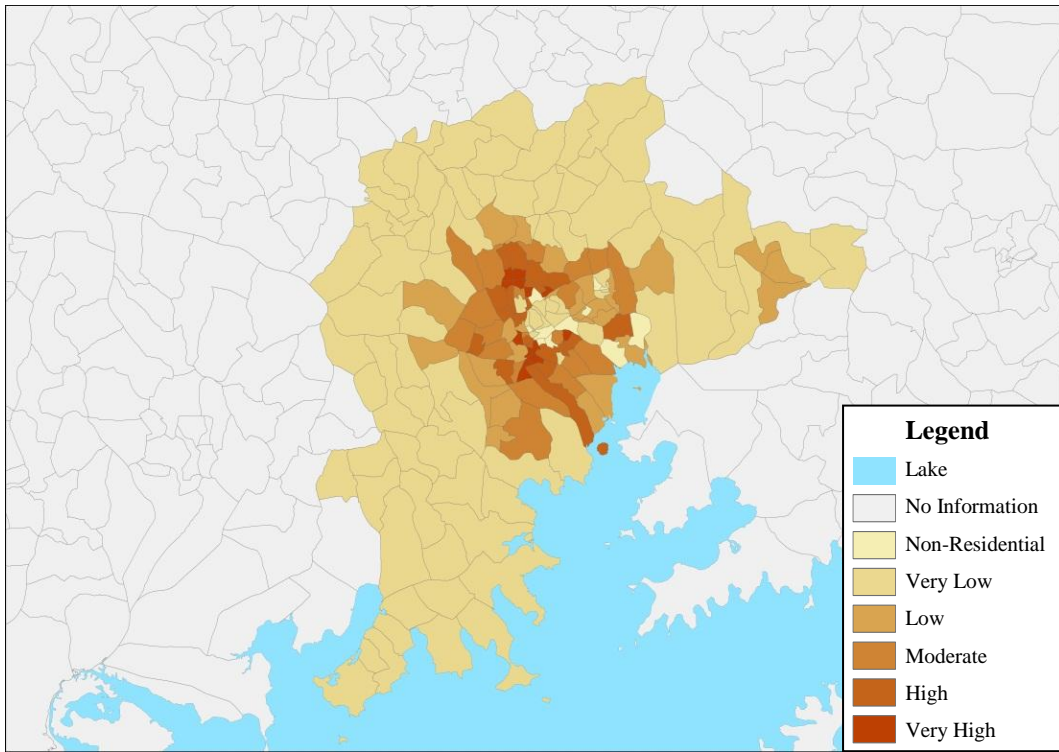 Legend
Lake
No Information
Non-Residential
Very Low
Low
Moderate
High
Very High